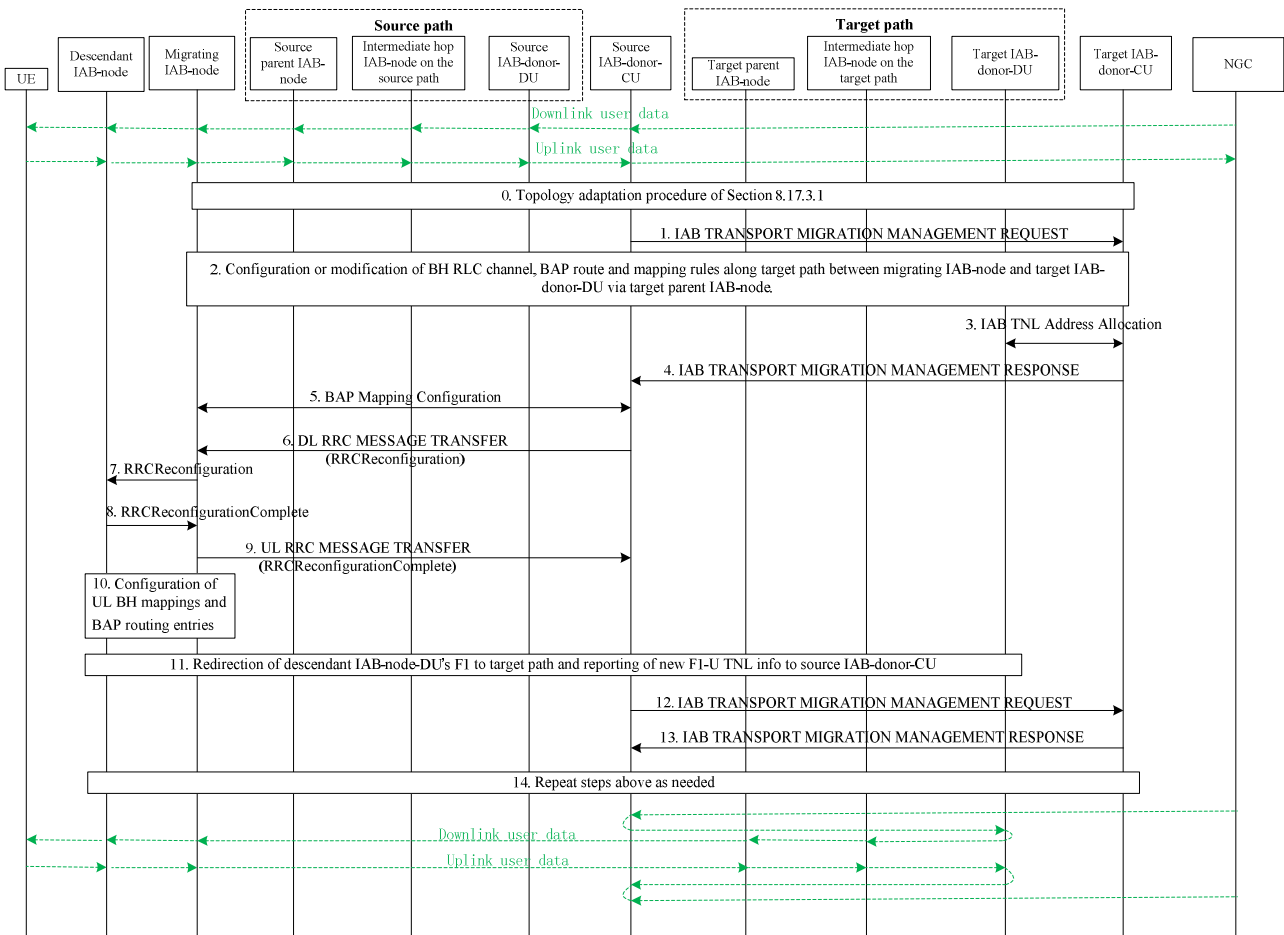 Source path
Target path
UE
Descendant
IAB-node
Migrating
IAB-node
Source
parent IAB-
node
Intermediate hop
IAB-node on the
source path
Source
IAB-donor-
DU
Source
IAB-donor-
CU
Target parent
IAB-node
Intermediate hop
IAB-node on the
target path
Target IAB-
donor-DU
Target IAB-
donor-CU
NGC
Downlink user data
Uplink user data
0. Topology adaptation procedure of Section 8.17.3.1
1. IAB TRANSPORT MIGRATION MANAGEMENT REQUEST
2. Configuration or modification of BH RLC channel, BAP route and mapping rules along target path between migrating IAB-node and target IAB-
donor-DU via target parent IAB-node.
3. IAB TNL Address Allocation
4. IAB TRANSPORT MIGRATION MANAGEMENT RESPONSE
5. BAP Mapping Configuration
6. DL RRC MESSAGE TRANSFER
(RRCReconfiguration)
7. RRCReconfiguration
8. RRCReconfigurationComplete
9. UL RRC MESSAGE TRANSFER
(RRCReconfigurationComplete)
10. Configuration of
UL BH mappings and
BAP routing entries
11. Redirection of descendant IAB-node-DU's F1 to target path and reporting of new F1-U TNL info to source IAB-donor-CU
12. IAB TRANSPORT MIGRATION MANAGEMENT REQUEST
13. IAB TRANSPORT MIGRATION MANAGEMENT RESPONSE
14. Repeat steps above as needed
Downlink user data
Uplink user data